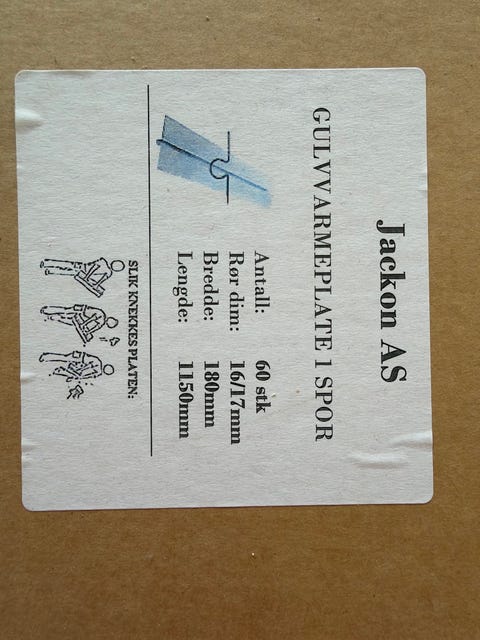 Jackon AS
GULVVARMEPLATE 1 SPOR
Antall: 60 stk
Rør dim: 16/17mm
Bredde: 180mm
Lengde: 1150mm
SLIK KNEKKES PLATEN: